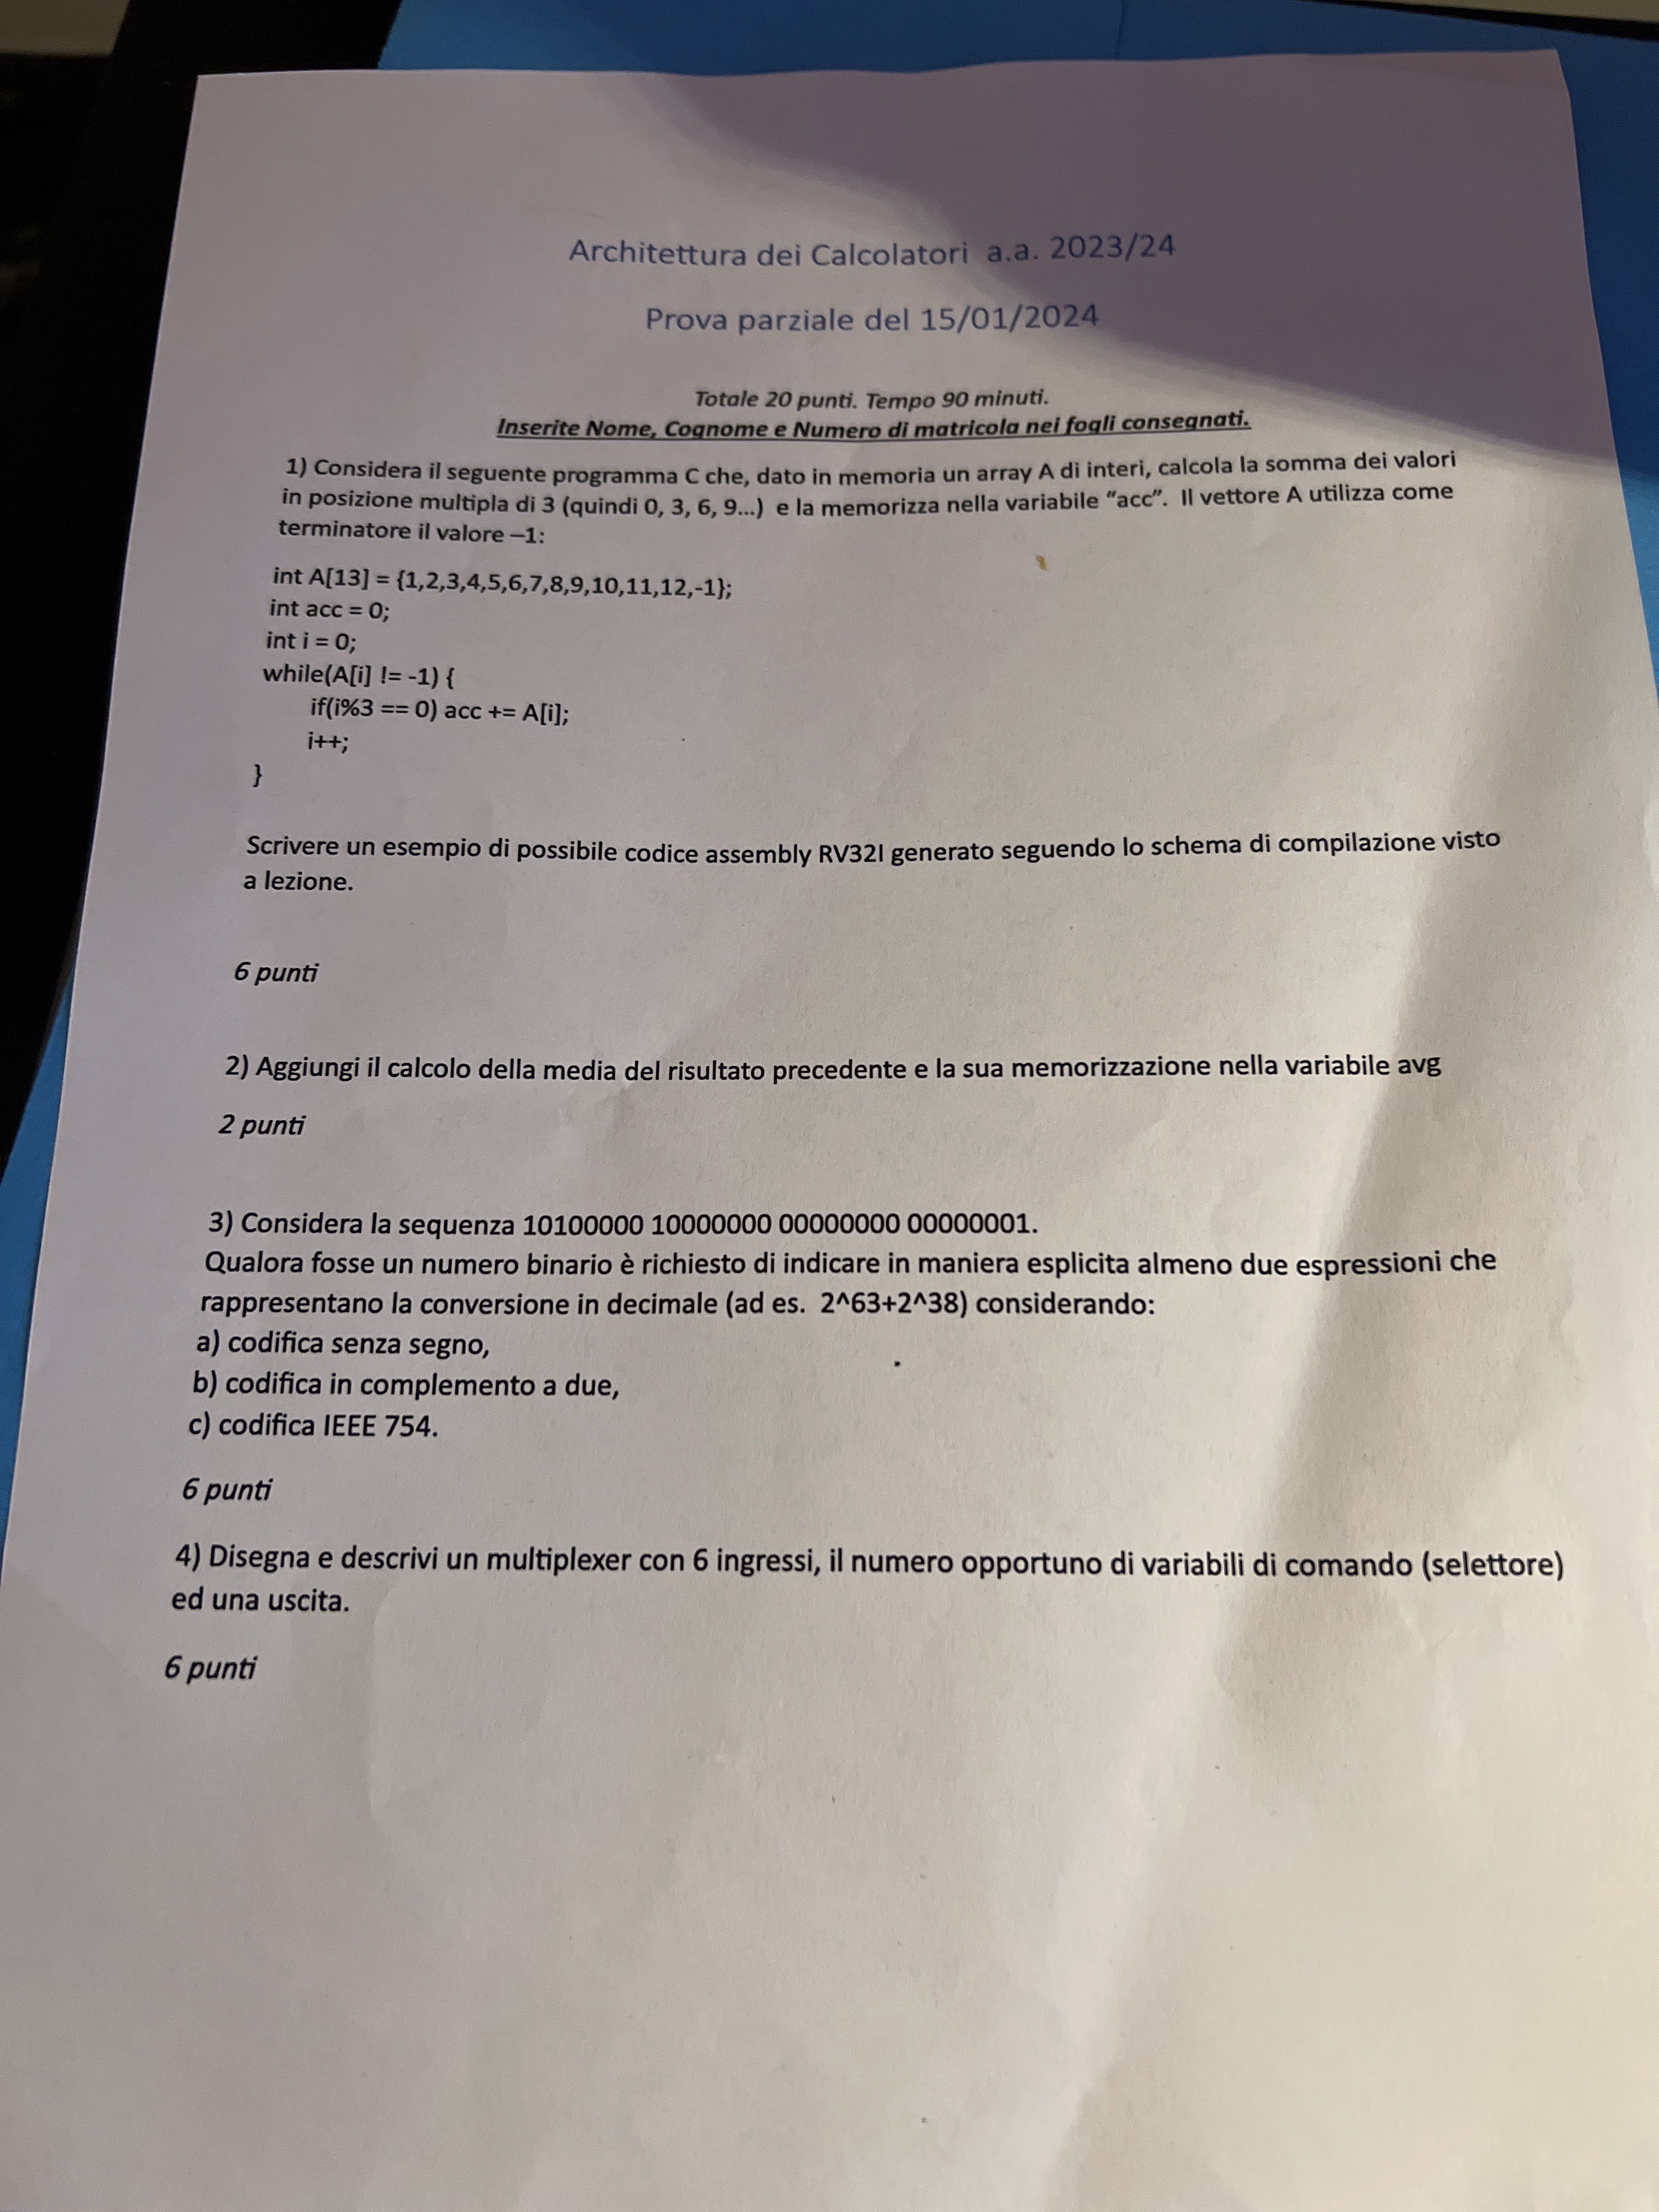 Architettura dei Calcolatori a.a. 2023/24
Prova parziale del 15/01/2024
Totale 20 punti. Tempo 90 minuti.
Inserite Nome, Cognome e Numero di matricola nei fogli consegnati.
1) Considera il seguente programma C che, dato in memoria un array A di interi, calcola la somma dei valori
in posizione multipla di 3 (quindi 0, 3, 6, 9...) e la memorizza nella variabile “acc”. Il vettore A utilizza come
terminatore il valore –1:
int A[13] = {1,2,3,4,5,6,7,8,9,10,11,12,-1};
int acc = 0;
int i = 0;
while(A[i] != -1) {
if(i%3 == 0) acc += A[i];
i++;
}
Scrivere un esempio di possibile codice assembly RV32I generato seguendo lo schema di compilazione visto
a lezione.
6 punti
2) Aggiungi il calcolo della media del risultato precedente e la sua memorizzazione nella variabile avg
2 punti
3) Considera la sequenza 10100000 10000000 00000000 00000001.
Qualora fosse un numero binario è richiesto di indicare in maniera esplicita almeno due espressioni che
rappresentano la conversione in decimale (ad es. 2^63+2^38) considerando:
a) codifica senza segno,
b) codifica in complemento a due,
c) codifica IEEE 754.
6 punti
4) Disegna e descrivi un multiplexer con 6 ingressi, il numero opportuno di variabili di comando (selettore)
ed una uscita.
6 punti